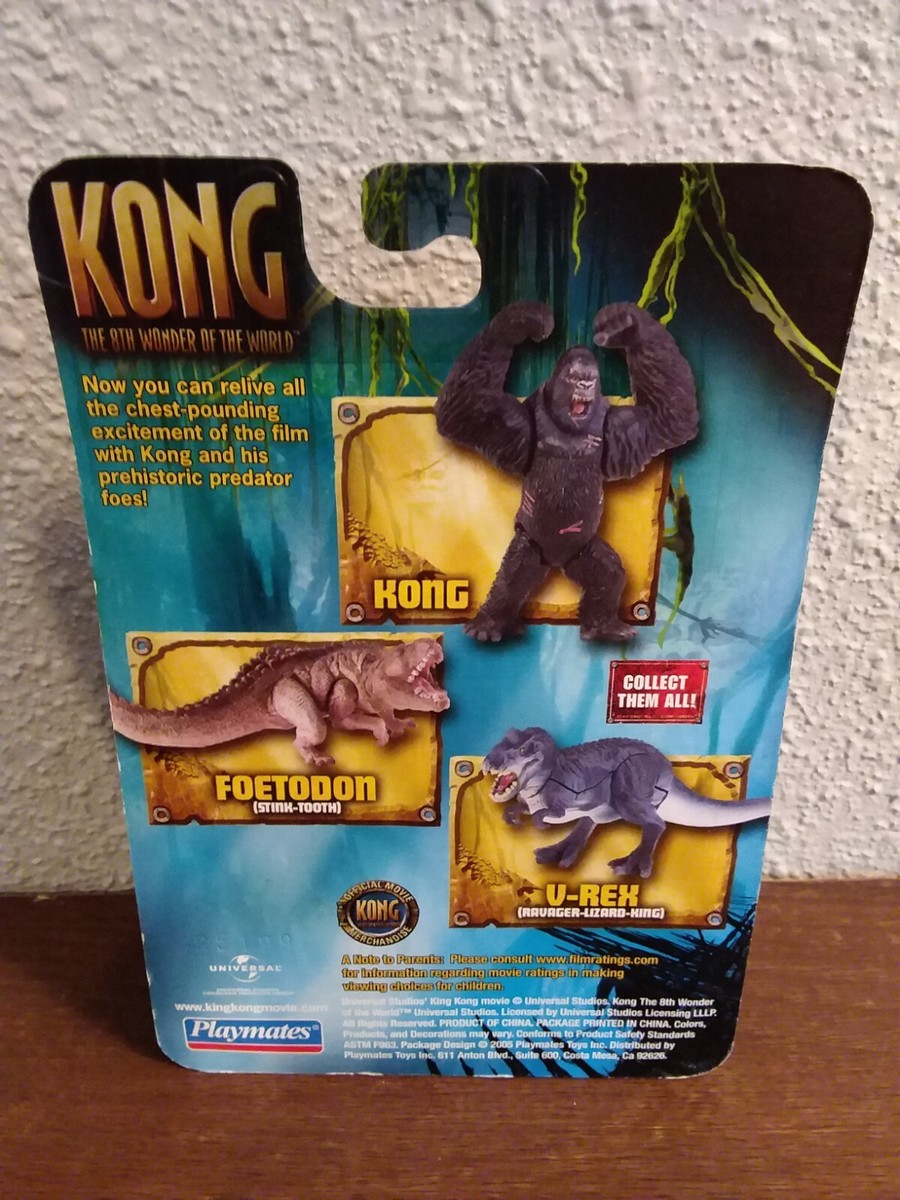 KONG
THE 8TH WONDER OF THE WORLD™
Now you can relive all
the chest-pounding
excitement of the film
with Kong and his
prehistoric predator
foes!
KONG
COLLECT
THEM ALL!
FOETODON
(STINK-TOOTH)
V-REX
(RAVAGER-LIZARD-KING)
OFFICIAL MOVIE
KONG
MERCHANDISE
UNIVERSAL
www.kingkongmovie.com
Playmates®
A Note to Parents: Please consult www.filmratings.com
for information regarding movie ratings in making
viewing choices for children.
Universal Studios' King Kong movie © Universal Studios. Kong The 8th Wonder
of the World™ Universal Studios. Licensed by Universal Studios Licensing LLLP.
All Rights Reserved. PRODUCT OF CHINA. PACKAGE PRINTED IN CHINA. Colors,
Products, and Decorations may vary. Conforms to Product Safety Standards
ASTM F963. Package Design © 2005 Playmates Toys Inc. Distributed by
Playmates Toys Inc. 611 Anton Blvd., Suite 600, Costa Mesa, Ca 92626.